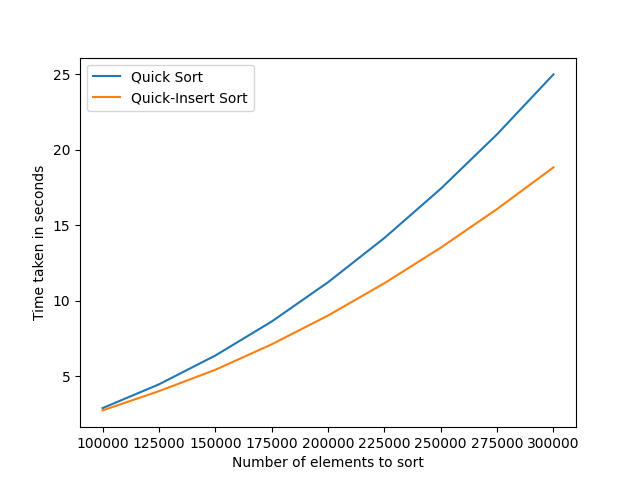 Quick Sort
Quick-Insert Sort
Time taken in seconds
25
20
15
10
5
100000 125000 150000 175000 200000 225000 250000 275000 300000
Number of elements to sort